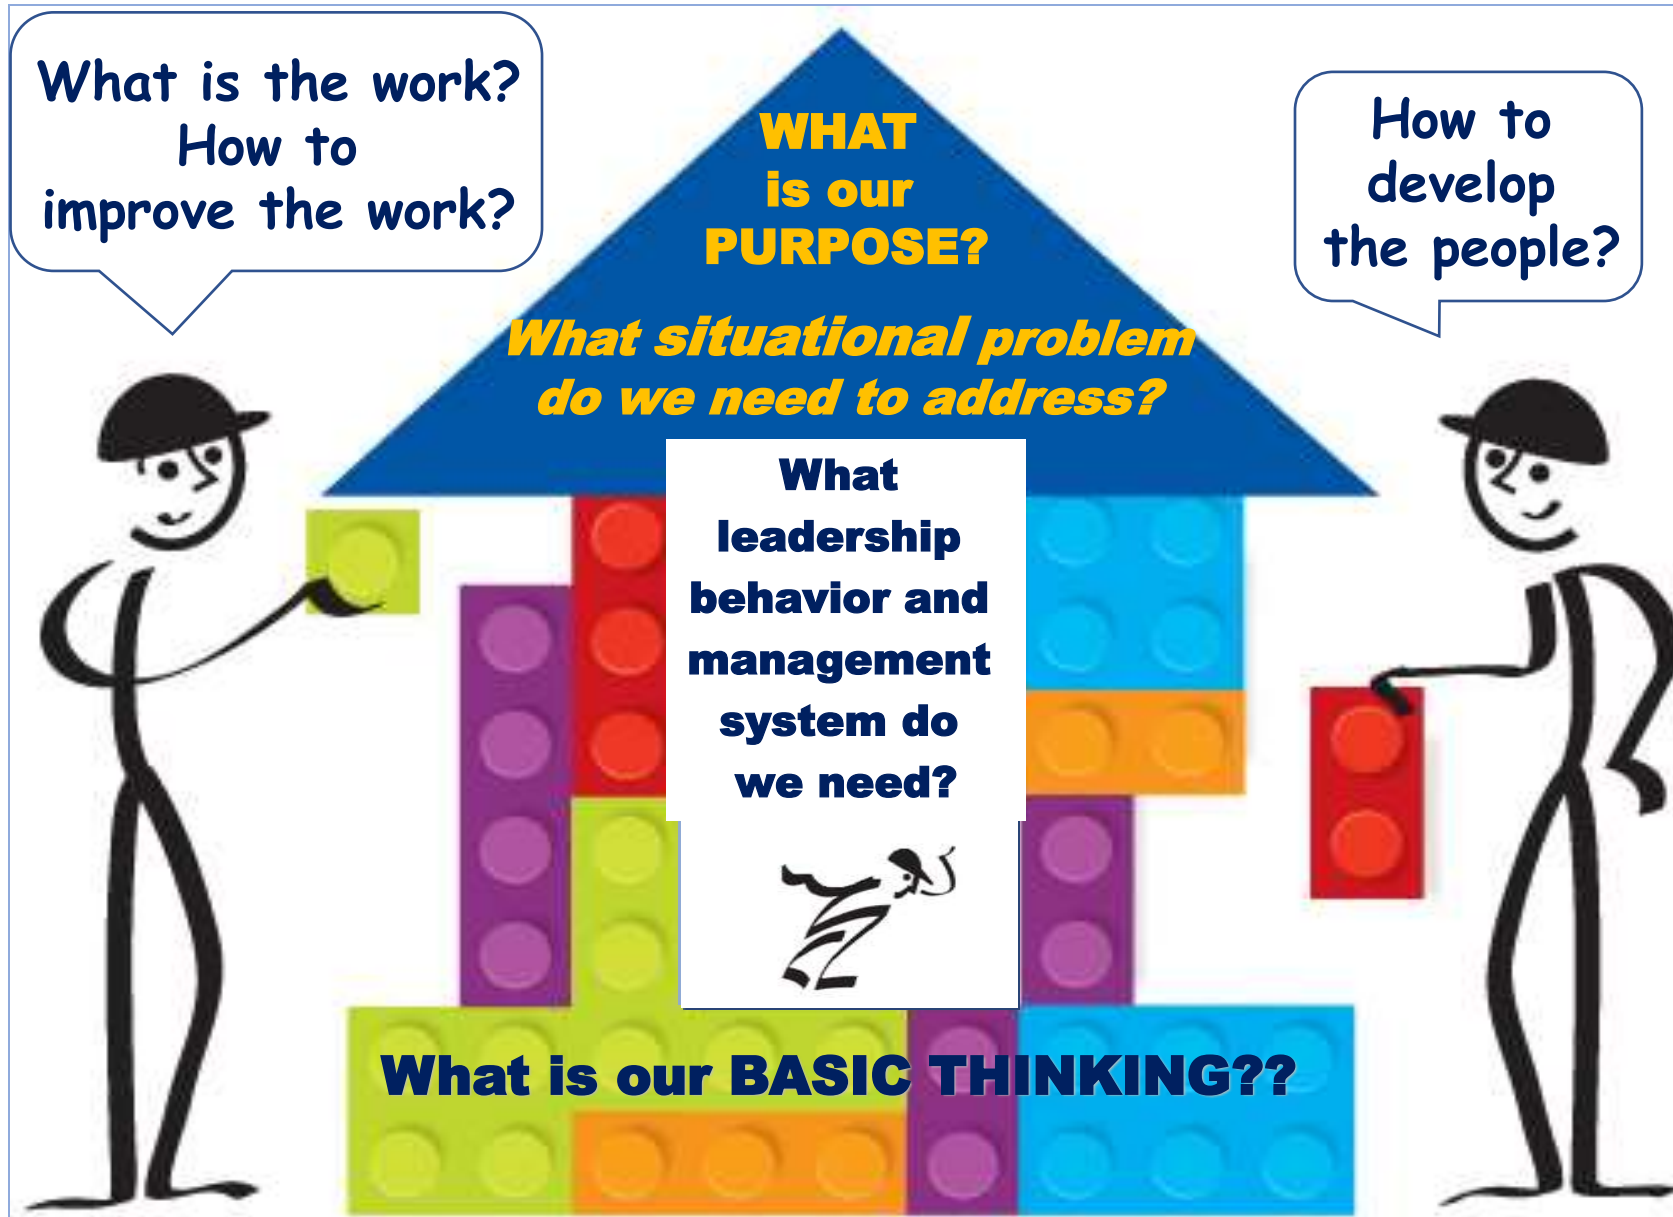 What is the work?
How to
improve the work?
WHAT
is our
PURPOSE?
What situational problem
do we need to address?
How to
develop
the people?
What
leadership
behavior and
management
system do
we need?
What is our BASIC THINKING??